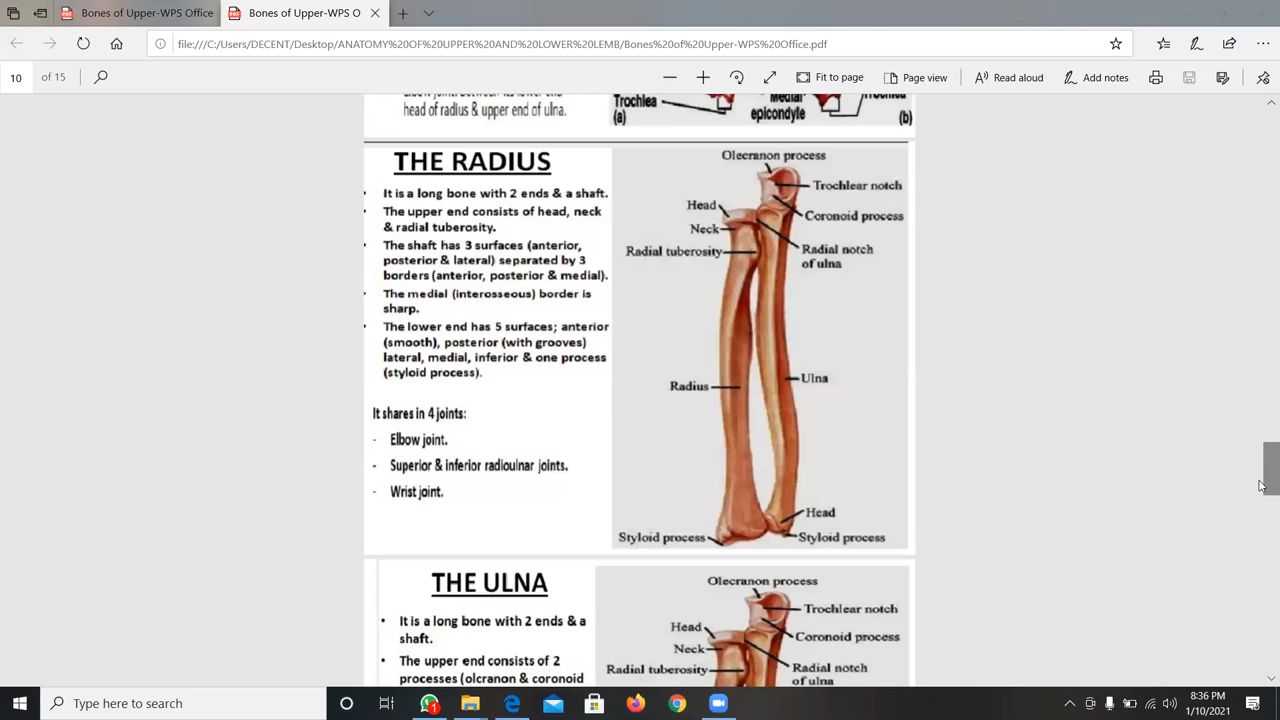 Bones of Upper-WPS Office
Bones of Upper-WPS O
file:///C:/Users/DECENT/Desktop/ANATOMY%20OF%20UPPER%20AND%20LOWER%20LEMB/Bones%20of%20Upper-WPS%20Office.pdf
10 of 15
Fit to page
Page view
Read aloud
Add notes
head of radius & upper end of ulna.
Trochlea
(a)
Medial
epicondyle
Trochlea
(b)
THE RADIUS
• It is a long bone with 2 ends & a shaft.
• The upper end consists of head, neck
& radial tuberosity.
• The shaft has 3 surfaces (anterior,
posterior & lateral) separated by 3
borders (anterior, posterior & medial).
• The medial (interosseous) border is
sharp.
• The lower end has 5 surfaces; anterior
(smooth), posterior (with grooves)
lateral, medial, inferior & one process
(styloid process).
It shares in 4 joints:
- Elbow joint.
- Superior & inferior radioulnar joints.
- Wrist joint.
Olecranon process
Trochlear notch
Head
Coronoid process
Neck
Radial tuberosity
Radial notch
of ulna
Radius
Ulna
Head
Styloid process
Styloid process
THE ULNA
• It is a long bone with 2 ends & a
shaft.
• The upper end consists of 2
processes (olcranon & coronoid
Olecranon process
Trochlear notch
Head
Coronoid process
Neck
Radial tuberosity
Radial notch
of ulna
Type here to search
1
8:36 PM
1/10/2021